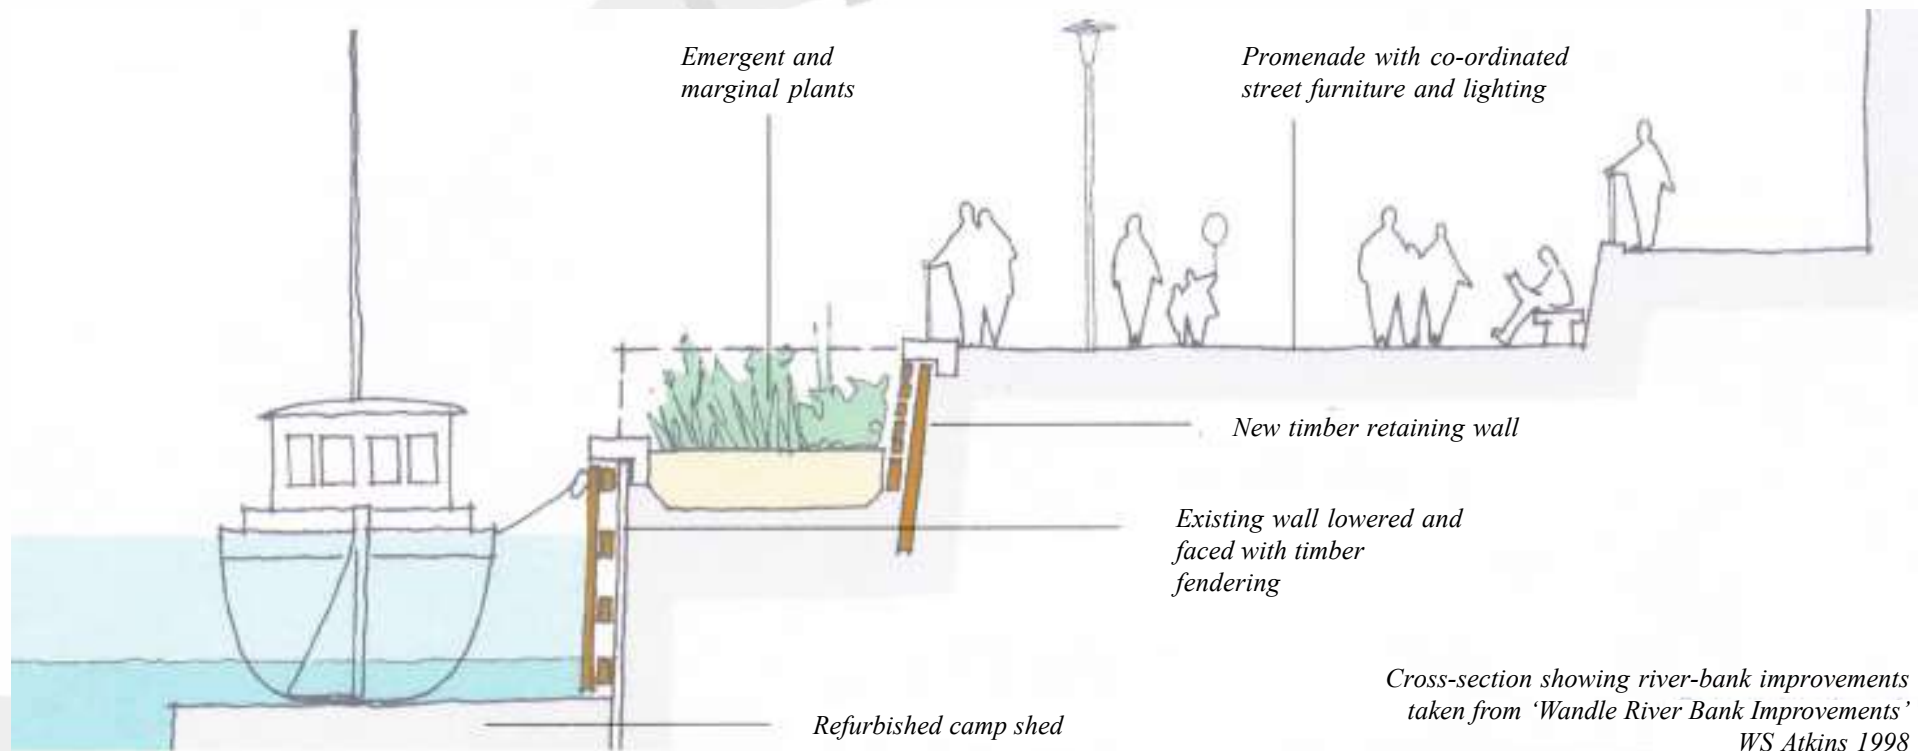 Emergent and
marginal plants
Promenade with co-ordinated
street furniture and lighting
New timber retaining wall
Existing wall lowered and
faced with timber
fendering
Refurbished camp shed
Cross-section showing river-bank improvements
taken from ‘Wandle River Bank Improvements’
WS Atkins 1998